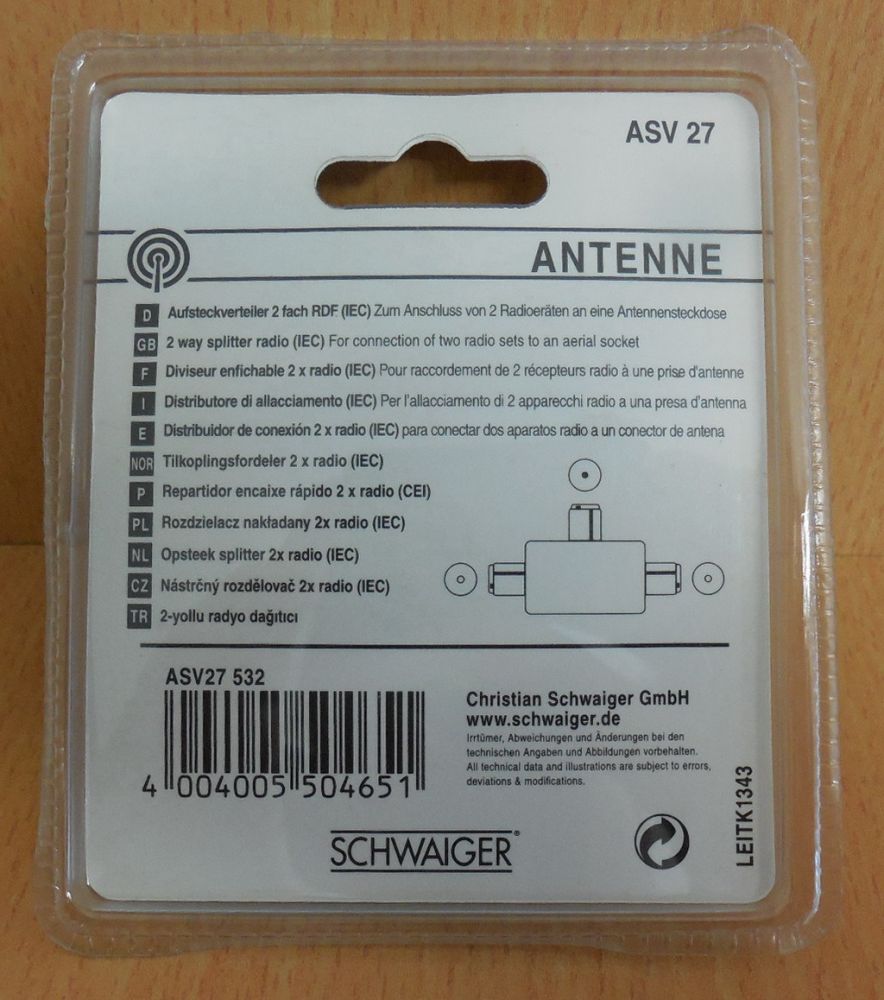 ASV 27
ANTENNE
D Aufsteckverteiler 2 fach RDF (IEC) Zum Anschluss von 2 Radioeräten an eine Antennensteckdose
GB 2 way splitter radio (IEC) For connection of two radio sets to an aerial socket
F Diviseur enfichable 2 x radio (IEC) Pour raccordement de 2 récepteurs radio à une prise d'antenne
I Distributore di allacciamento (IEC) Per l'allacciamento di 2 apparecchi radio a una presa d'antenna
E Distribuidor de conexión 2 x radio (IEC) para conectar dos aparatos radio a un conector de antena
NOR Tilkoplingsfordeler 2 x radio (IEC)
P Repartidor encaixe rápido 2 x radio (CEI)
PL Rozdzielacz nakładany 2x radio (IEC)
NL Opsteek splitter 2x radio (IEC)
CZ Nástrčný rozdělovač 2x radio (IEC)
TR 2-yollu radyo dağıtıcı
ASV27 532
4 004005 504651
Christian Schwaiger GmbH
www.schwaiger.de
Irrtümer, Abweichungen und Änderungen bei den
technischen Angaben und Abbildungen vorbehalten.
All technical data and illustrations are subject to errors,
deviations & modifications.
SCHWAIGER®
LEITK1343